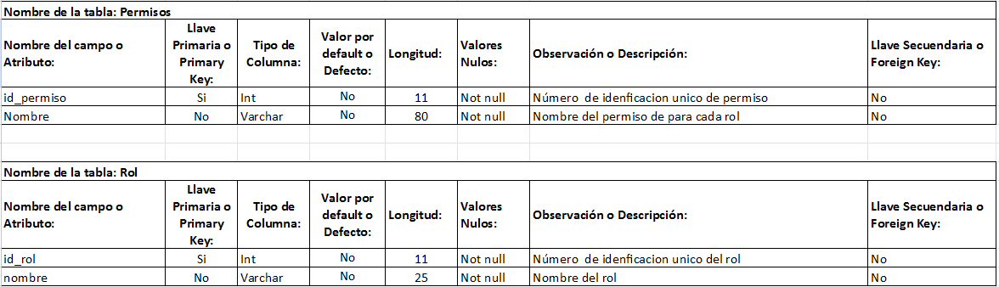 Nombre de la tabla: Permisos
Nombre del campo o Atributo: Llave Primaria o Primary Key: Tipo de Columna: Valor por default o Defecto: Longitud: Valores Nulos: Observación o Descripción: Llave Secuendaria o Foreign Key:
id_permiso Si Int No 11 Not null Número de idenficacion unico de permiso No
Nombre No Varchar No 80 Not null Nombre del permiso de para cada rol No
Nombre de la tabla: Rol
Nombre del campo o Atributo: Llave Primaria o Primary Key: Tipo de Columna: Valor por default o Defecto: Longitud: Valores Nulos: Observación o Descripción: Llave Secuendaria o Foreign Key:
id_rol Si Int No 11 Not null Número de idenficacion unico del rol No
nombre No Varchar No 25 Not null Nombre del rol No